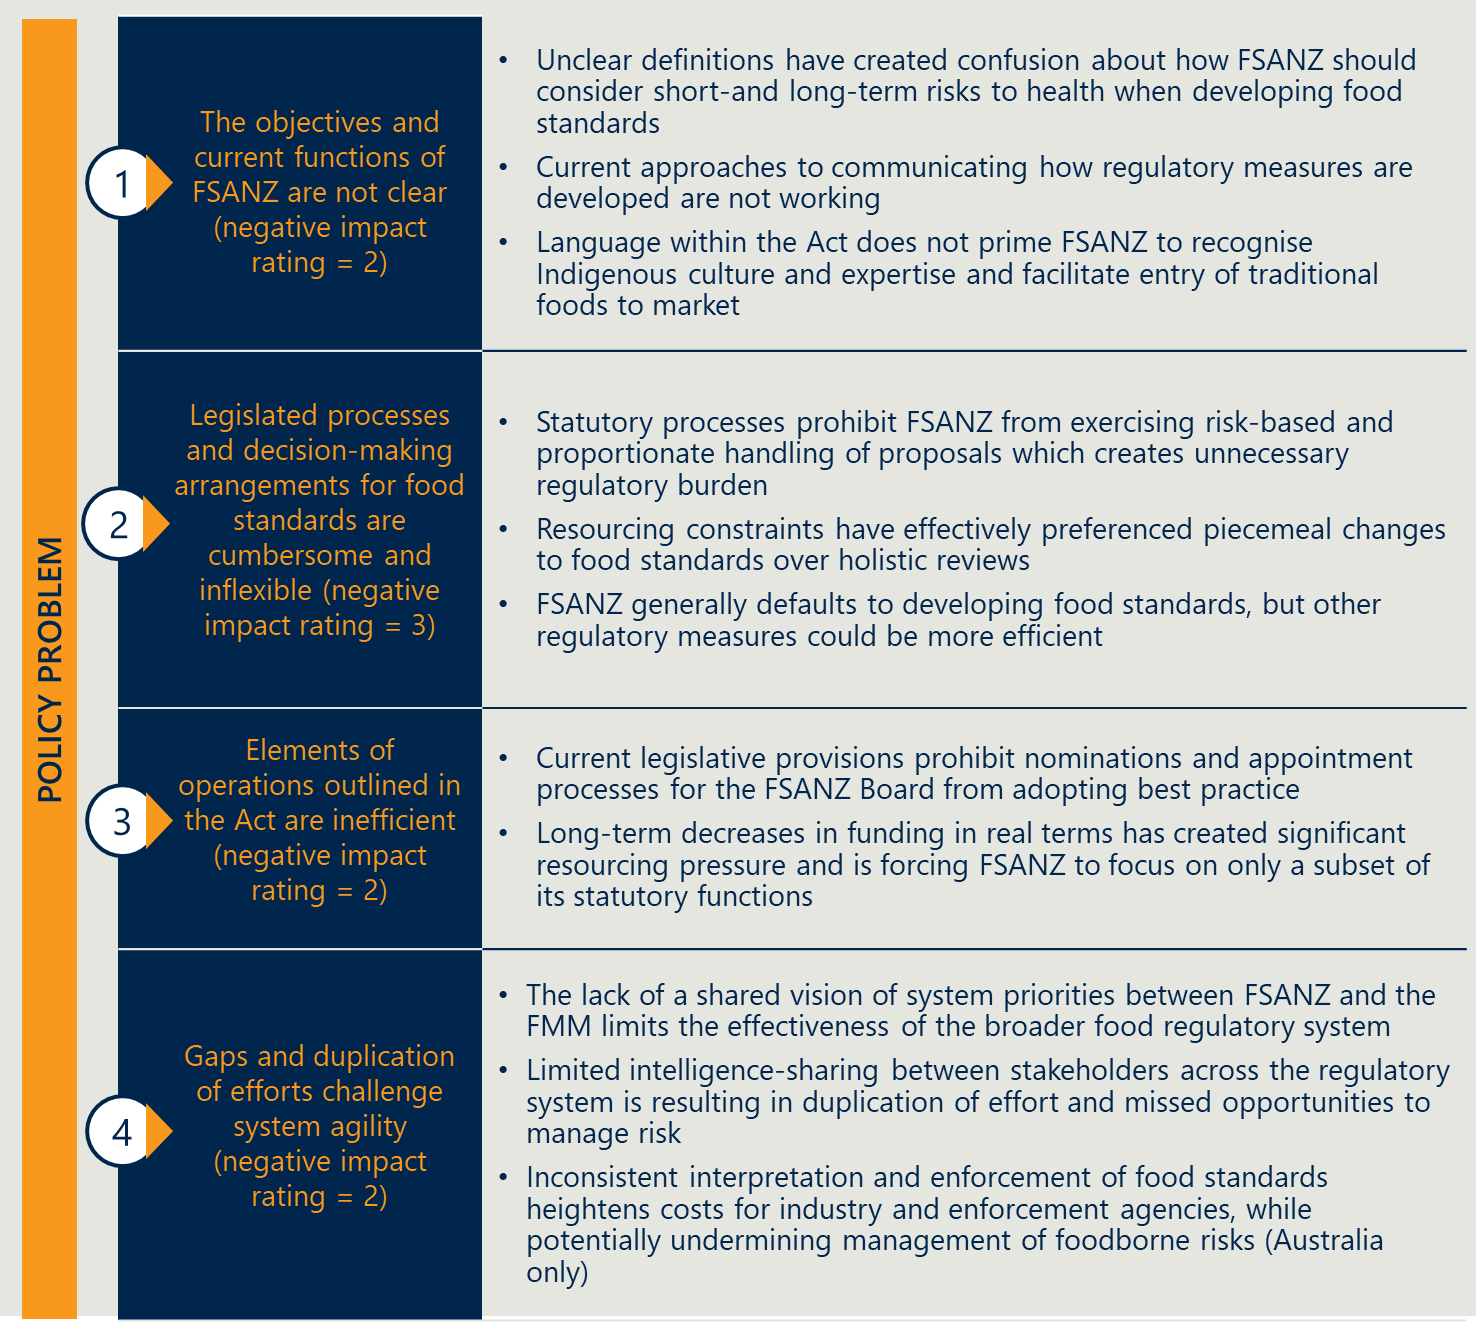 POLICY PROBLEM
1
The objectives and
current functions of
FSANZ are not clear
(negative impact
rating = 2)
• Unclear definitions have created confusion about how FSANZ should
consider short-and long-term risks to health when developing food
standards
• Current approaches to communicating how regulatory measures are
developed are not working
• Language within the Act does not prime FSANZ to recognise
Indigenous culture and expertise and facilitate entry of traditional
foods to market
2
Legislated processes
and decision-making
arrangements for food
standards are
cumbersome and
inflexible (negative
impact rating = 3)
• Statutory processes prohibit FSANZ from exercising risk-based and
proportionate handling of proposals which creates unnecessary
regulatory burden
• Resourcing constraints have effectively preferenced piecemeal changes
to food standards over holistic reviews
• FSANZ generally defaults to developing food standards, but other
regulatory measures could be more efficient
3
Elements of
operations outlined in
the Act are inefficient
(negative impact
rating = 2)
• Current legislative provisions prohibit nominations and appointment
processes for the FSANZ Board from adopting best practice
• Long-term decreases in funding in real terms has created significant
resourcing pressure and is forcing FSANZ to focus on only a subset of
its statutory functions
4
Gaps and duplication
of efforts challenge
system agility
(negative impact
rating = 2)
• The lack of a shared vision of system priorities between FSANZ and the
FMM limits the effectiveness of the broader food regulatory system
• Limited intelligence-sharing between stakeholders across the regulatory
system is resulting in duplication of effort and missed opportunities to
manage risk
• Inconsistent interpretation and enforcement of food standards
heightens costs for industry and enforcement agencies, while
potentially undermining management of foodborne risks (Australia
only)